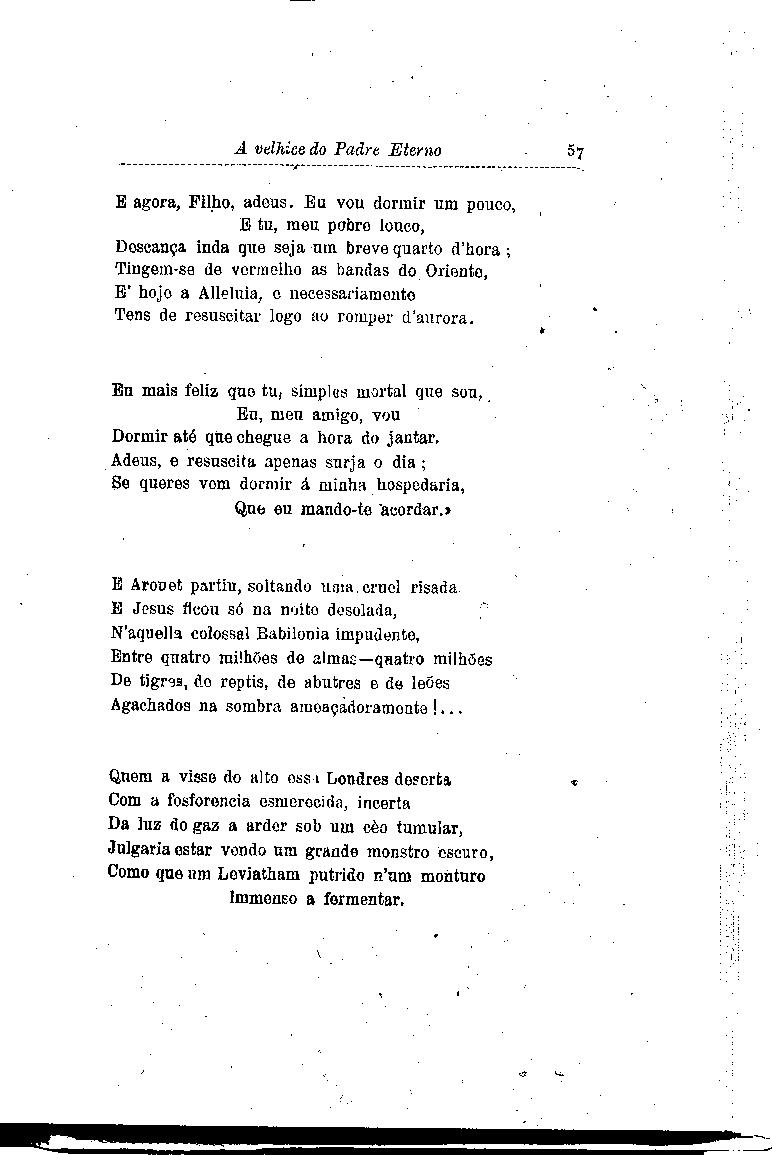 A velhice do Padre Eterno 57
E agora, Filho, adeus. Eu vou dormir um pouco,
E tu, meu pobre louco,
Descança inda que seja um breve quarto d'hora ;
Tingem-se de vermelho as bandas do Oriente,
E' hoje a Alleluia, e necessariamente
Tens de resuscitar logo ao romper d'aurora.
Eu mais feliz que tu, simples mortal que sou,
Eu, meu amigo, vou
Dormir até que chegue a hora do jantar.
Adeus, e resuscita apenas surja o dia ;
Se queres vem dormir á minha hospedaria,
Que eu mando-te acordar.»
E Arouet partiu, soltando uma cruel risada
E Jesus ficou só na noite desolada,
N'aquella colossal Babilonia impudente,
Entre quatro milhões de almas—quatro milhões
De tigres, de reptis, de abutres e de leões
Agachados na sombra ameaçadoramente !...
Quem a visse do alto essa Londres deserta
Com a fosforencia esmerecida, incerta
Da luz do gaz a arder sob um cèo tumular,
Julgaria estar vendo um grande monstro escuro,
Como que um Leviatham putrido n'um monturo
Immenso a fermentar.